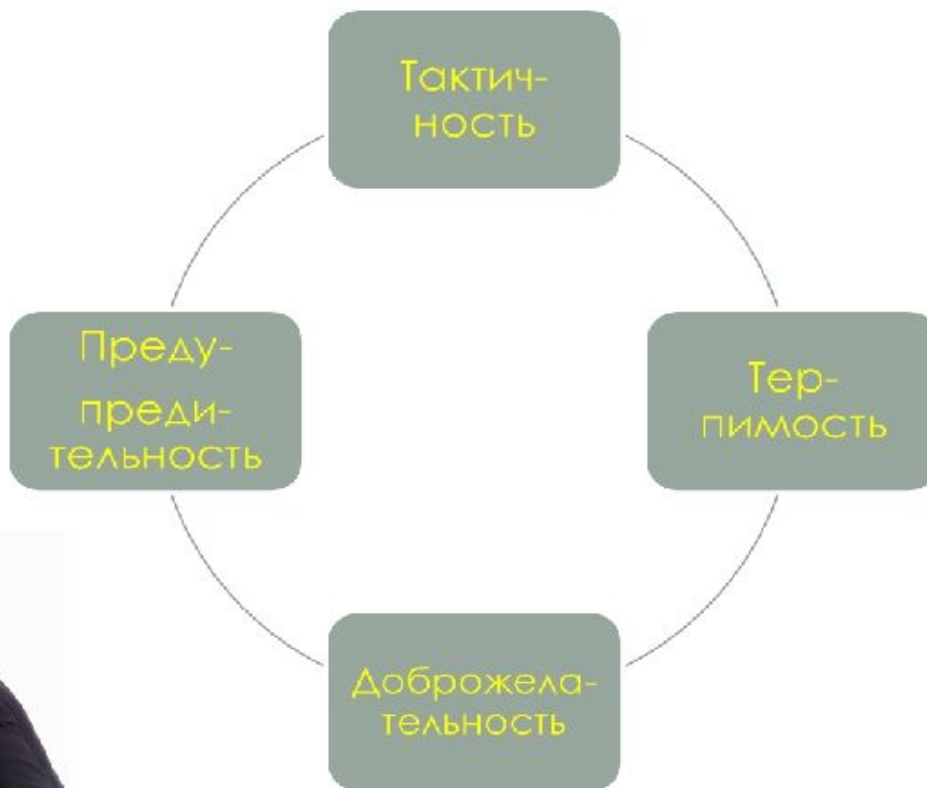 Тактич-
ность
Преду-
преди-
тельность
Тер-
пимость
Доброжела-
тельность